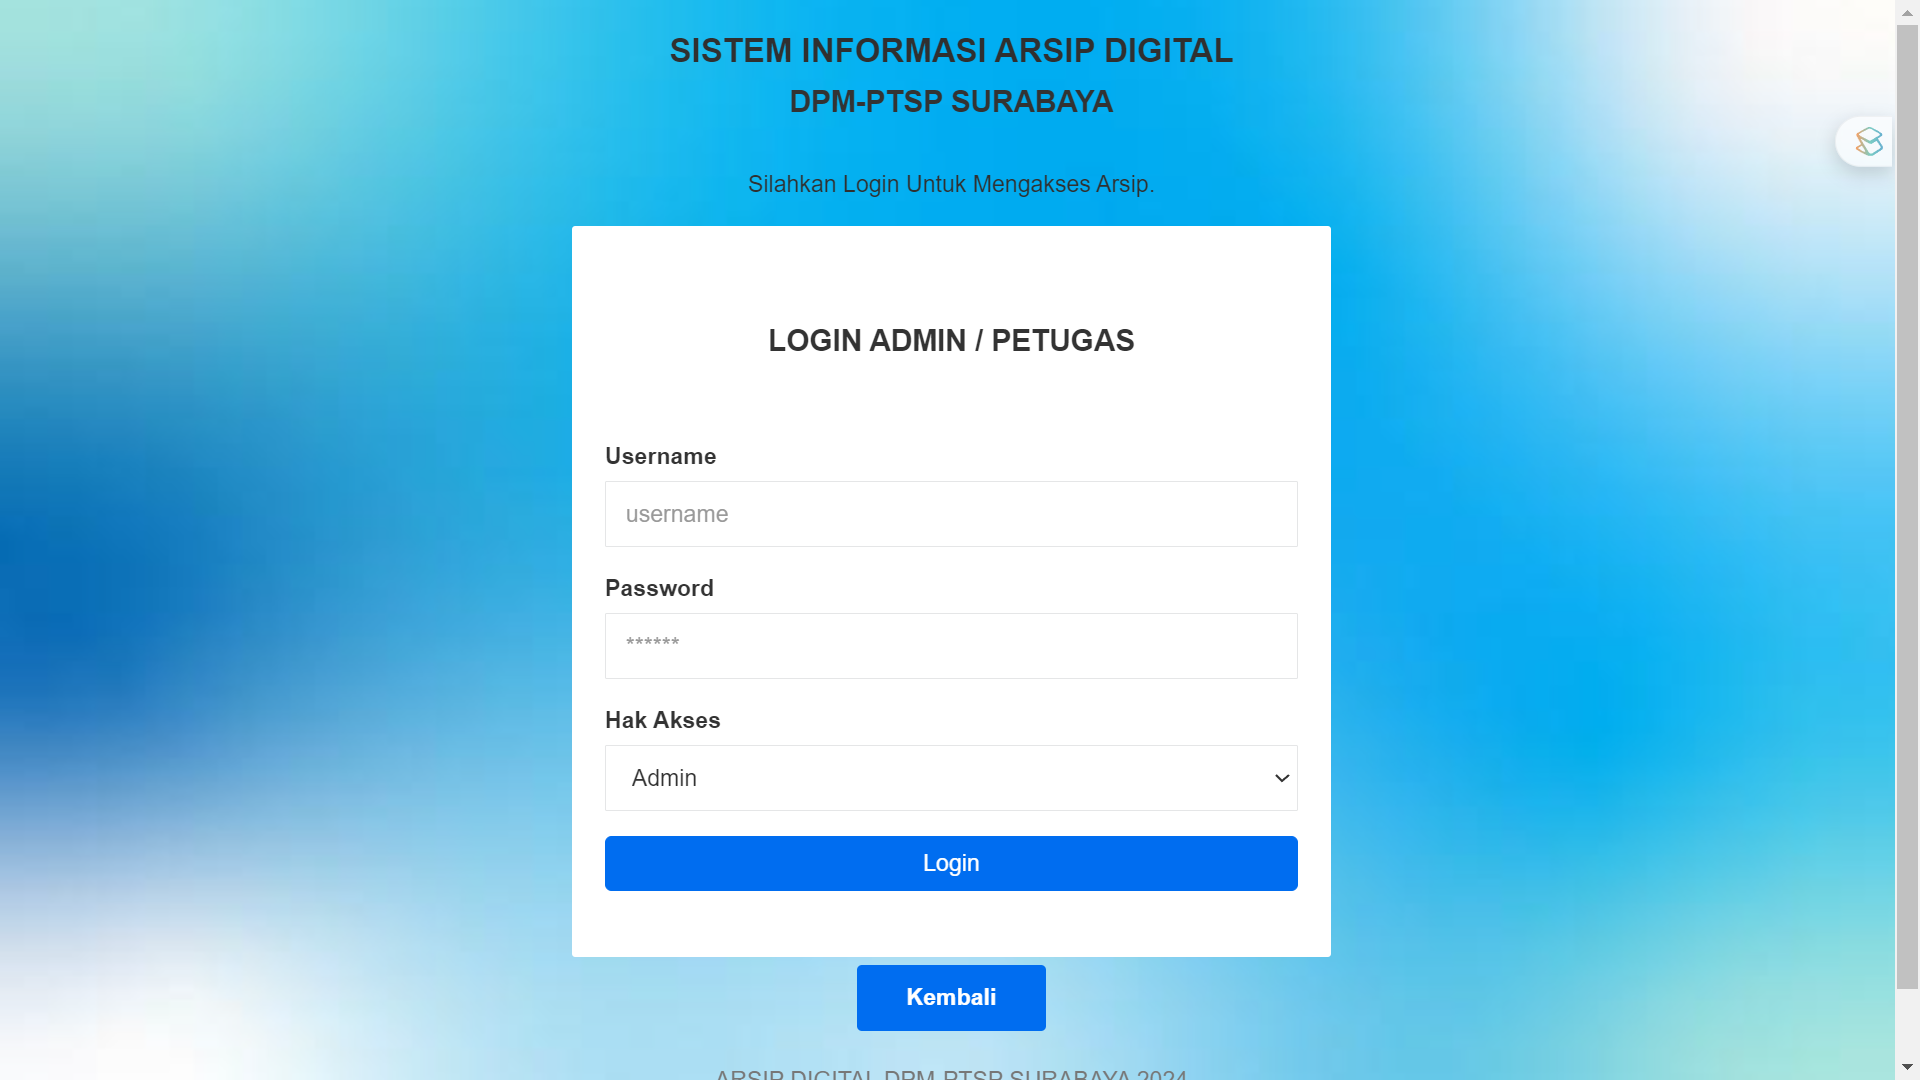 SISTEM INFORMASI ARSIP DIGITAL
DPM-PTSP SURABAYA
Silahkan Login Untuk Mengakses Arsip.
LOGIN ADMIN / PETUGAS
Username
username
Password
******
Hak Akses
Admin
Login
Kembali
ARSIP DIGITAL DPM-PTSP SURABAYA 2024